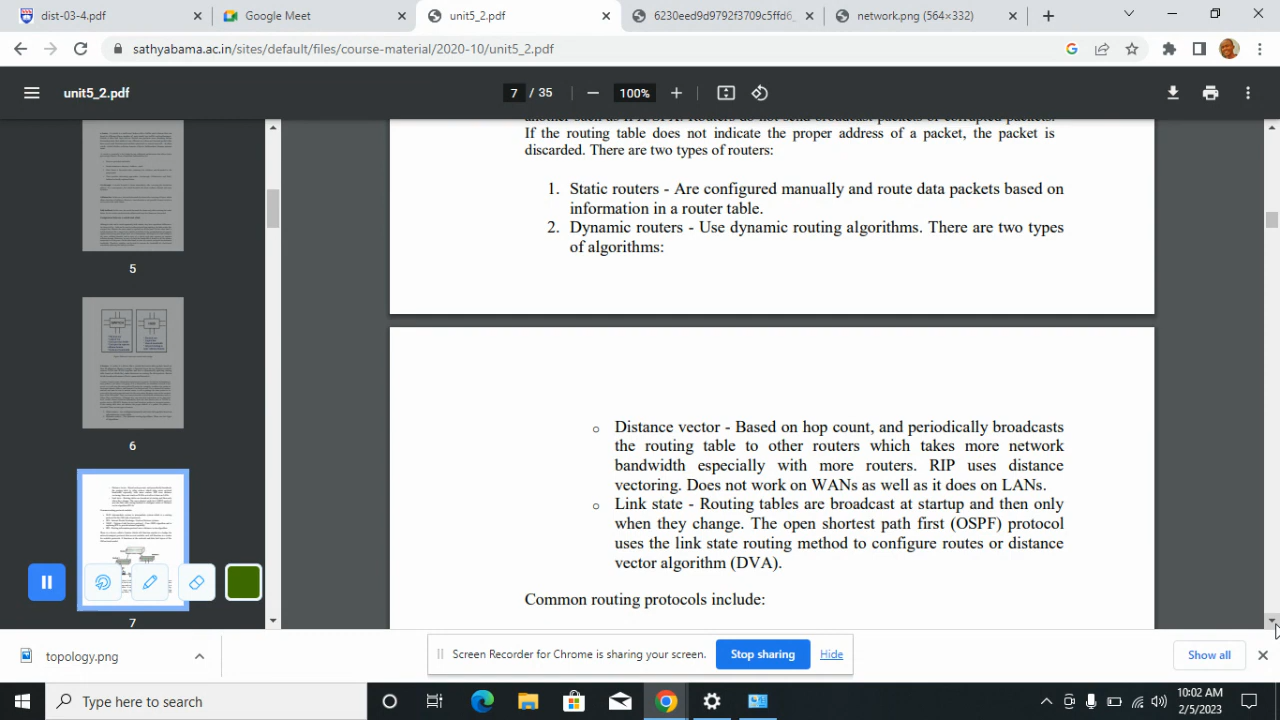 dist-03-4.pdf
Google Meet
unit5_2.pdf
6230eed9d9792f3709c5ffd6_
network.png (564×332)
sathyabama.ac.in/sites/default/files/course-material/2020-10/unit5_2.pdf
unit5_2.pdf
7 / 35
100%
If the routing table does not indicate the proper address of a packet, the packet is
discarded. There are two types of routers:
1. Static routers - Are configured manually and route data packets based on
information in a router table.
2. Dynamic routers - Use dynamic routing algorithms. There are two types
of algorithms:
5
6
7
Distance vector - Based on hop count, and periodically broadcasts
the routing table to other routers which takes more network
bandwidth especially with more routers. RIP uses distance
vectoring. Does not work on WANs as well as it does on LANs.
Link state - Routing tables are broadcast at startup and then only
when they change. The open shortest path first (OSPF) protocol
uses the link state routing method to configure routes or distance
vector algorithm (DVA).
Common routing protocols include:
topology.png
Screen Recorder for Chrome is sharing your screen.
Stop sharing
Hide
Show all
Type here to search
10:02 AM
2/5/2023